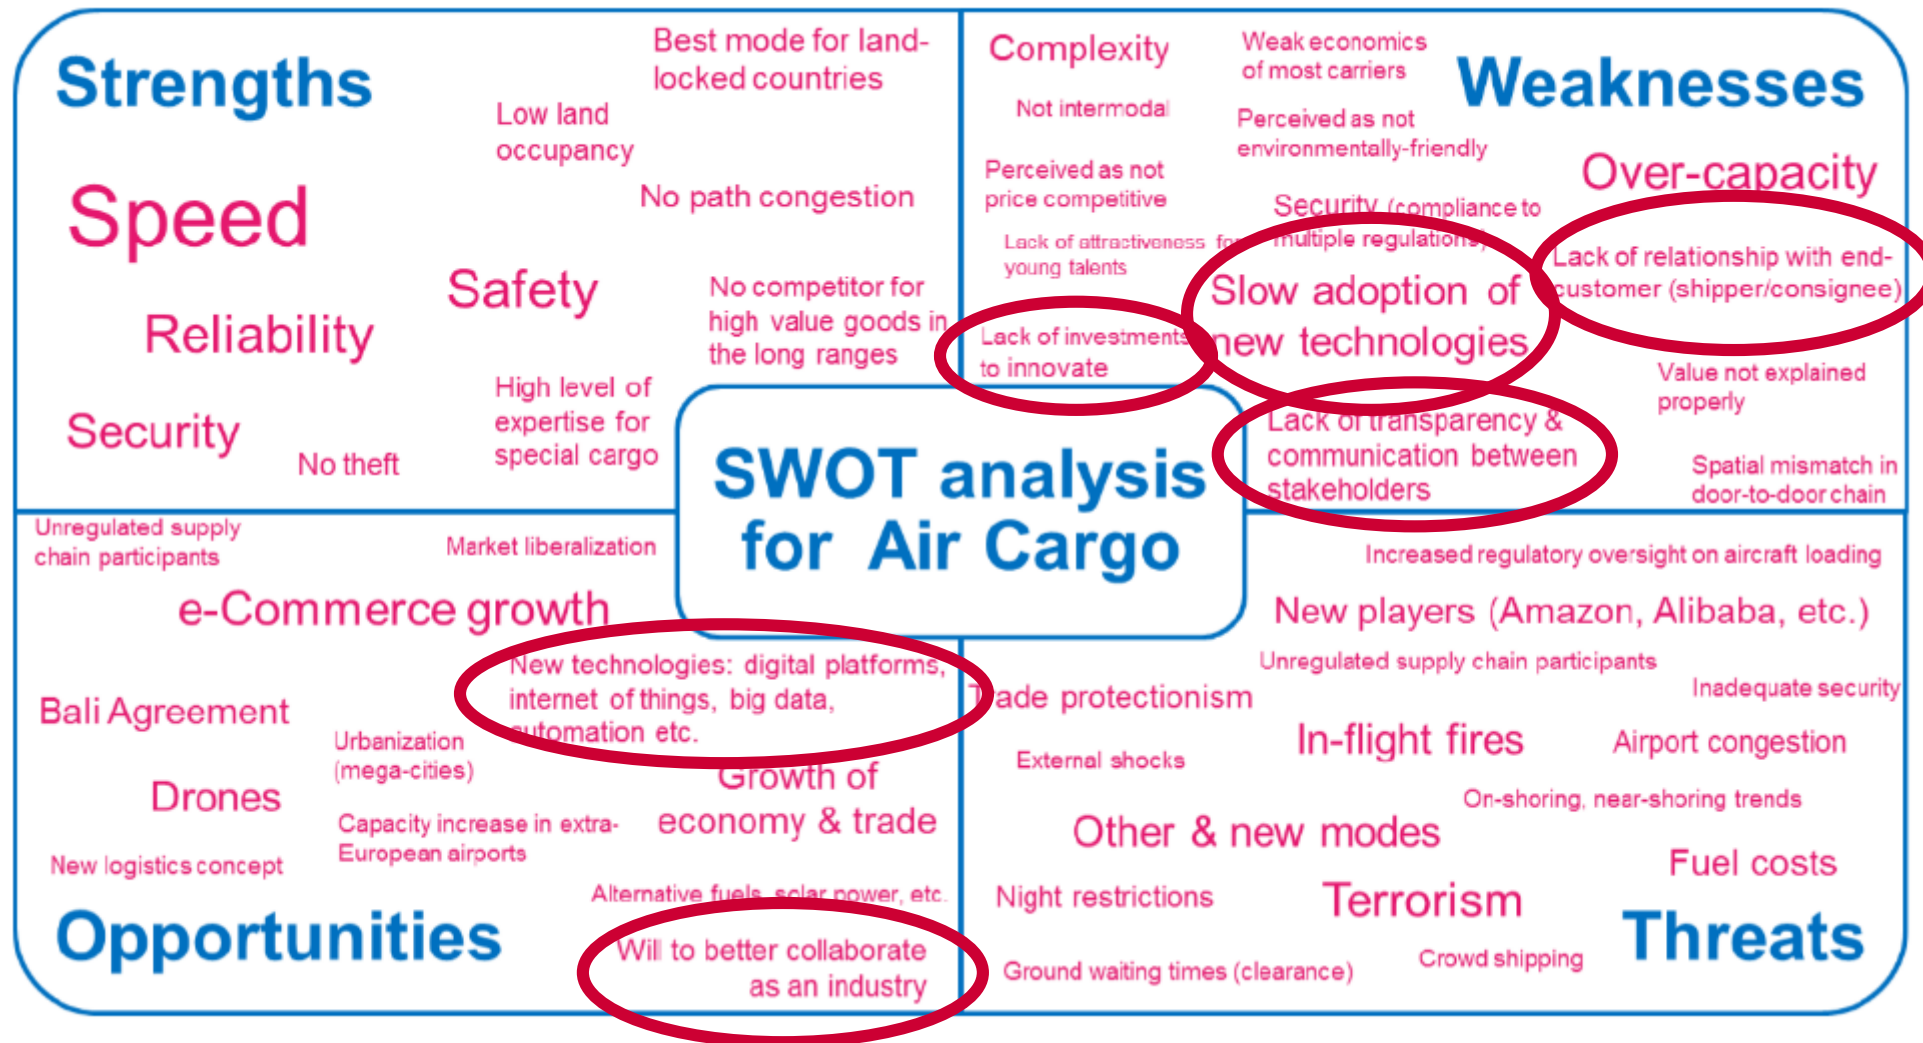 Strengths
Best mode for land-
locked countries
Low land
occupancy
Speed
No path congestion
Safety
Reliability
No competitor for
high value goods in
the long ranges
High level of
expertise for
special cargo
Security
No theft
Weaknesses
Complexity
Weak economics
of most carriers
Not intermodal
Perceived as not
environmentally-friendly
Perceived as not
price competitive
Over-capacity
Security (compliance to
multiple regulations)
Lack of attractiveness for
young talents
Slow adoption of
new technologies
Lack of relationship with end-
customer (shipper/consignee)
Lack of investments
to innovate
Value not explained
properly
Lack of transparency &
communication between
stakeholders
Spatial mismatch in
door-to-door chain
SWOT analysis
for Air Cargo
Unregulated supply
chain participants
Market liberalization
e-Commerce growth
New technologies: digital platforms,
internet of things, big data,
automation etc.
Bali Agreement
Urbanization
(mega-cities)
Growth of
economy & trade
Drones
Capacity increase in extra-
European airports
New logistics concept
Alternative fuels, solar power, etc.
Opportunities
Will to better collaborate
as an industry
Increased regulatory oversight on aircraft loading
New players (Amazon, Alibaba, etc.)
Unregulated supply chain participants
Trade protectionism
Inadequate security
In-flight fires
Airport congestion
External shocks
On-shoring, near-shoring trends
Other & new modes
Fuel costs
Night restrictions
Terrorism
Threats
Crowd shipping
Ground waiting times (clearance)